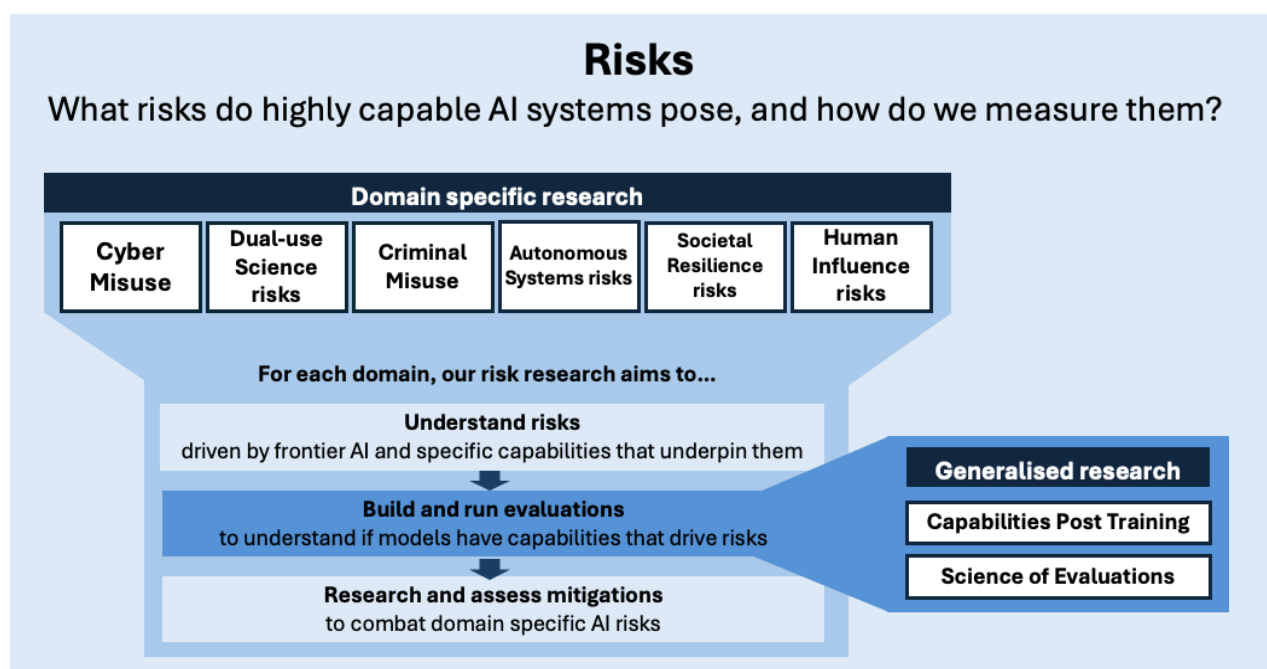 Risks
What risks do highly capable AI systems pose, and how do we measure them?
Domain specific research
Cyber
Misuse
Dual-use
Science
risks
Criminal
Misuse
Autonomous
Systems risks
Societal
Resilience
risks
Human
Influence
risks
For each domain, our risk research aims to...
Understand risks
driven by frontier AI and specific capabilities that underpin them
Build and run evaluations
to understand if models have capabilities that drive risks
Research and assess mitigations
to combat domain specific AI risks
Generalised research
Capabilities Post Training
Science of Evaluations